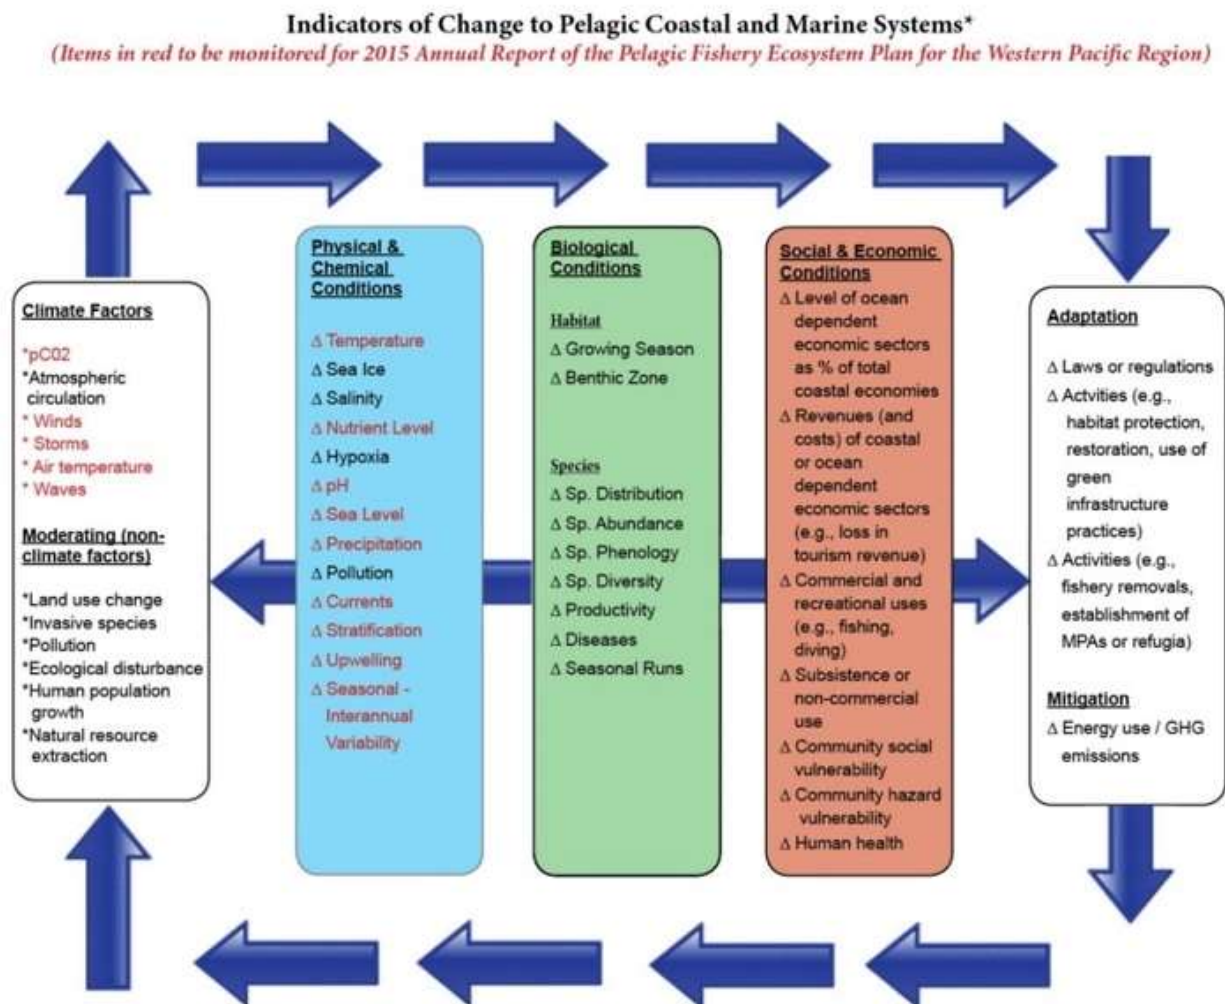 Indicators of Change to Pelagic Coastal and Marine Systems*
(Items in red to be monitored for 2015 Annual Report of the Pelagic Fishery Ecosystem Plan for the Western Pacific Region)
Climate Factors
*pC02
*Atmospheric
circulation
* Winds
* Storms
* Air temperature
* Waves
Moderating (non-
climate factors)
*Land use change
*Invasive species
*Pollution
*Ecological disturbance
*Human population
growth
*Natural resource
extraction
Physical &
Chemical
Conditions
Δ Temperature
Δ Sea Ice
Δ Salinity
Δ Nutrient Level
Δ Hypoxia
Δ pH
Δ Sea Level
Δ Precipitation
Δ Pollution
Δ Currents
Δ Stratification
Δ Upwelling
Δ Seasonal -
Interannual
Variability
Biological
Conditions
Habitat
Δ Growing Season
Δ Benthic Zone
Species
Δ Sp. Distribution
Δ Sp. Abundance
Δ Sp. Phenology
Δ Sp. Diversity
Δ Productivity
Δ Diseases
Δ Seasonal Runs
Social & Economic
Conditions
Δ Level of ocean
dependent
economic sectors
as % of total
coastal economies
Δ Revenues (and
costs) of coastal
or ocean
dependent
economic sectors
(e.g., loss in
tourism revenue)
Δ Commercial and
recreational uses
(e.g., fishing,
diving)
Δ Subsistence or
non-commercial
use
Δ Community social
vulnerability
Δ Community hazard
vulnerability
Δ Human health
Adaptation
Δ Laws or regulations
Δ Actvities (e.g.,
habitat protection,
restoration, use of
green
infrastructure
practices)
Δ Activities (e.g.,
fishery removals,
establishment of
MPAs or refugia)
Mitigation
Δ Energy use / GHG
emissions